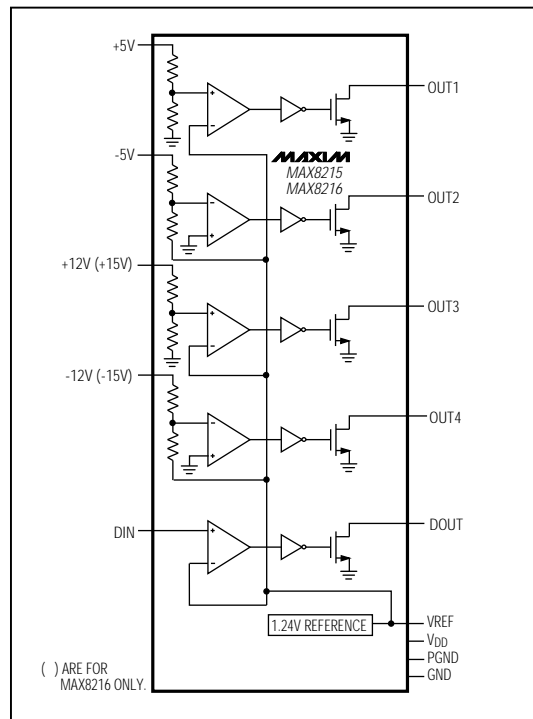 +5V
OUT1
-5V
MAXIM
MAX8215
MAX8216
OUT2
+12V (+15V)
OUT3
-12V (-15V)
OUT4
DIN
DOUT
1.24V REFERENCE
VREF
VDD
PGND
GND
( ) ARE FOR
MAX8216 ONLY.